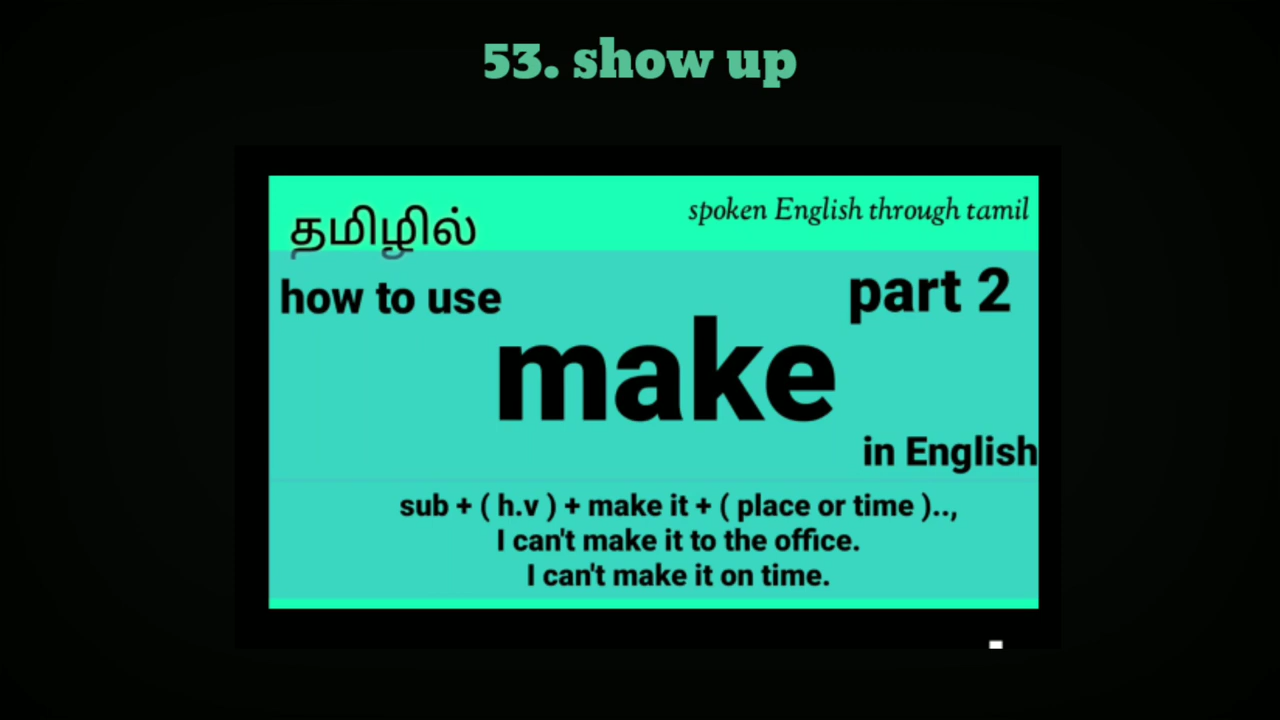 53. show up
தமிழில்
spoken English through tamil
how to use
part 2
make
in English
sub + ( h.v ) + make it + ( place or time )..,
I can't make it to the office.
I can't make it on time.